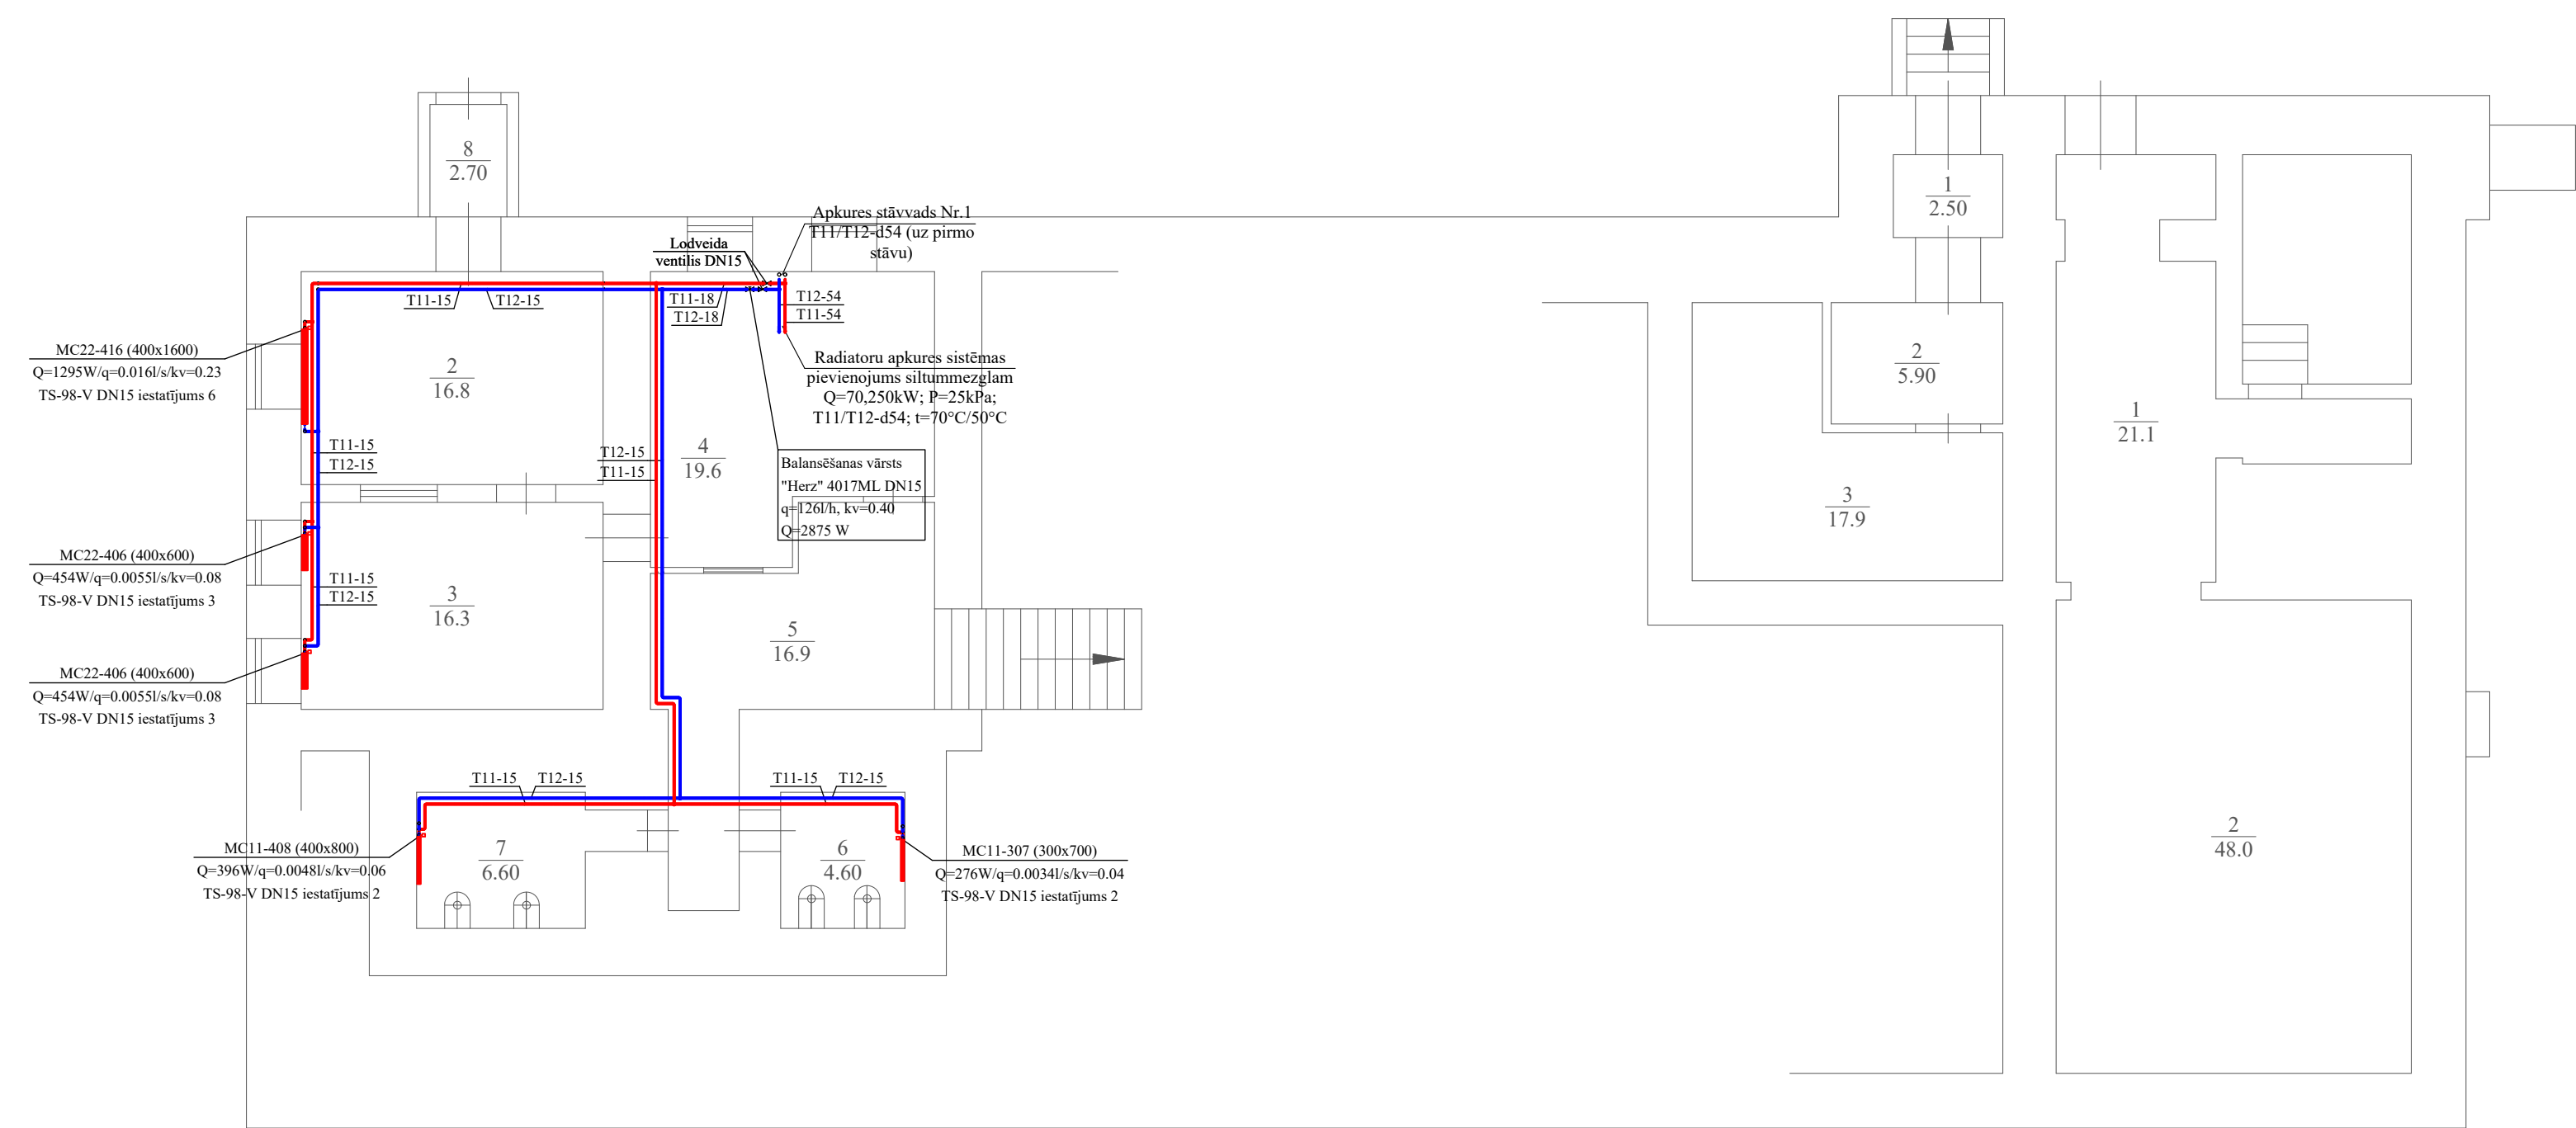 8
2.70
Apkures stāvvads Nr.1
T11/T12-d54 (uz pirmo
stāvu)
Lodveida
ventilis DN15
T11-15
T12-15
T11-18
T12-18
T12-54
T11-54
MC22-416 (400x1600)
Q=1295W/q=0.016l/s/kv=0.23
TS-98-V DN15 iestatījums 6
2
16.8
Radiatoru apkures sistēmas
pievienojums siltummezglam
Q=70,250kW; P=25kPa;
T11/T12-d54; t=70°C/50°C
T11-15
T12-15
T12-15
T11-15
4
19.6
Balansēšanas vārsts
"Herz" 4017ML DN15
q=126l/h, kv=0.40
Q=2875 W
MC22-406 (400x600)
Q=454W/q=0.0055l/s/kv=0.08
TS-98-V DN15 iestatījums 3
T11-15
T12-15
3
16.3
5
16.9
MC22-406 (400x600)
Q=454W/q=0.0055l/s/kv=0.08
TS-98-V DN15 iestatījums 3
T11-15
T12-15
T11-15
T12-15
MC11-408 (400x800)
Q=396W/q=0.0048l/s/kv=0.06
TS-98-V DN15 iestatījums 2
7
6.60
6
4.60
MC11-307 (300x700)
Q=276W/q=0.0034l/s/kv=0.04
TS-98-V DN15 iestatījums 2
1
2.50
2
5.90
3
17.9
1
21.1
2
48.0